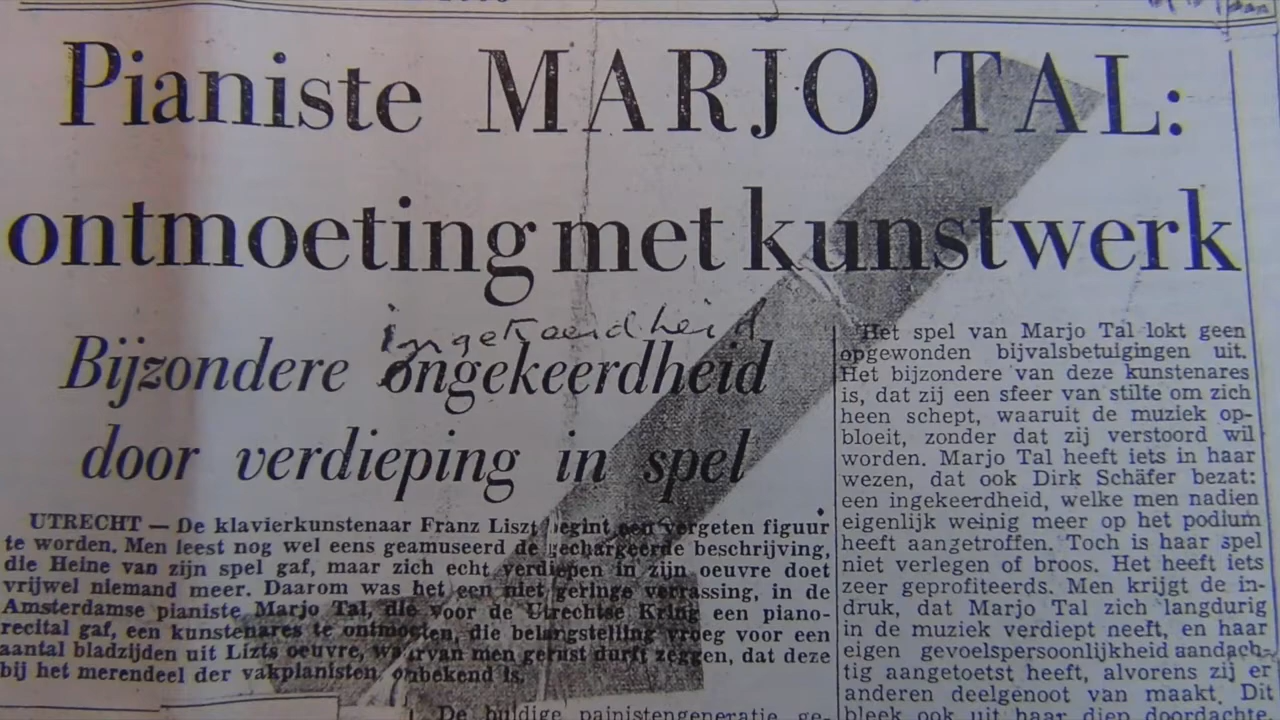 Pianiste MARJO TAL:
ontmoeting met kunstwerk
ingekeerdheid
Bijzondere ongekeerdheid
door verdieping in spel
UTRECHT — De klavierkunstenaar Franz Liszt begint een vergeten figuur
te worden. Men leest nog wel eens geamuseerd de gechargeerde beschrijving,
die Heine van zijn spel gaf, maar zich echt verdiepen in zijn oeuvre doet
vrijwel niemand meer. Daarom was het een niet geringe verrassing, in de
Amsterdamse pianiste Marjo Tal, die voor de Utrechtse Kring een piano-
recital gaf, een kunstenares te ontmoeten, die belangstelling vroeg voor een
aantal bladzijden uit Lizts oeuvre, waarvan men gerust durft zeggen, dat deze
bij het merendeel der vakpianisten onbekend is.
De huidige painistengeneratie ge-
Het spel van Marjo Tal lokt geen
opgewonden bijvalsbetuigingen uit.
Het bijzondere van deze kunstenares
is, dat zij een sfeer van stilte om zich
heen schept, waaruit de muziek op-
bloeit, zonder dat zij verstoord wil
worden. Marjo Tal heeft iets in haar
wezen, dat ook Dirk Schäfer bezat:
een ingekeerdheid, welke men nadien
eigenlijk weinig meer op het podium
heeft aangetroffen. Toch is haar spel
niet verlegen of broos. Het heeft iets
zeer geprofiteerds. Men krijgt de in-
druk, dat Marjo Tal zich langdurig
in de muziek verdiept heeft, en haar
eigen gevoelspersoonlijkheid aandach-
tig aangetoetst heeft, alvorens zij er
anderen deelgenoot van maakt. Dit
bleek ook uit haar diep doordachte